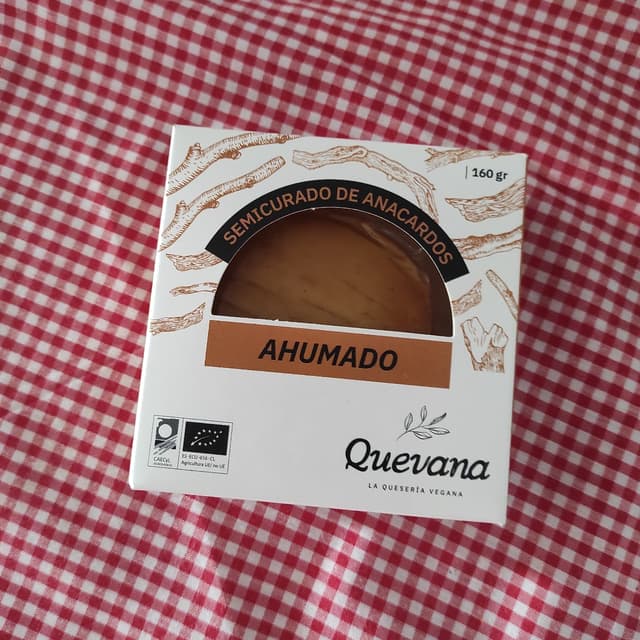 160 gr
SEMICURADO DE ANACARDOS
AHUMADO
CAECyL
ES-ECO-016-CL
Agricultura UE/ no UE
Quevana
LA QUESERÍA VEGANA